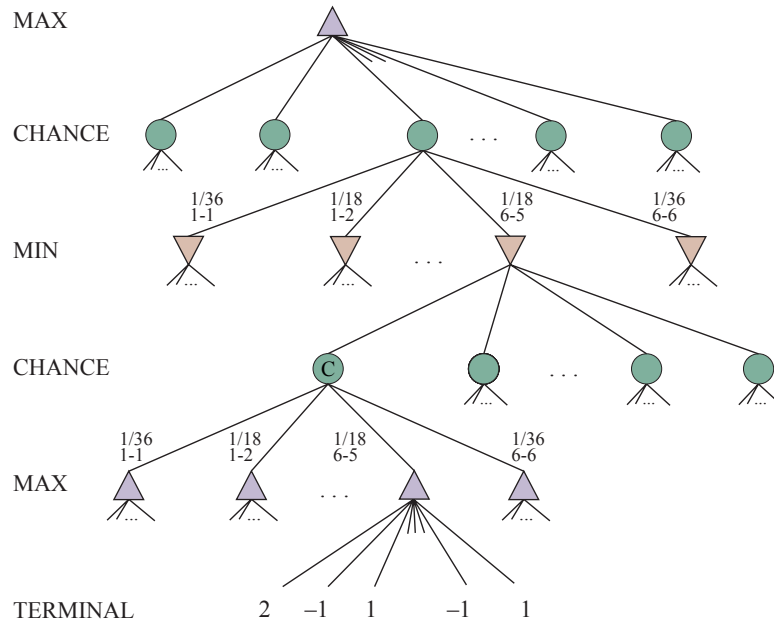 MAX
CHANCE
... ... . . . ... ...
1/36 1/18 1/18 1/36
1-1 1-2 6-5 6-6
MIN
... ... . . . ...
CHANCE
C
... . . . ... ...
1/36 1/18 1/18 1/36
1-1 1-2 6-5 6-6
MAX
... ... . . . ...
TERMINAL 2 –1 1 –1 1